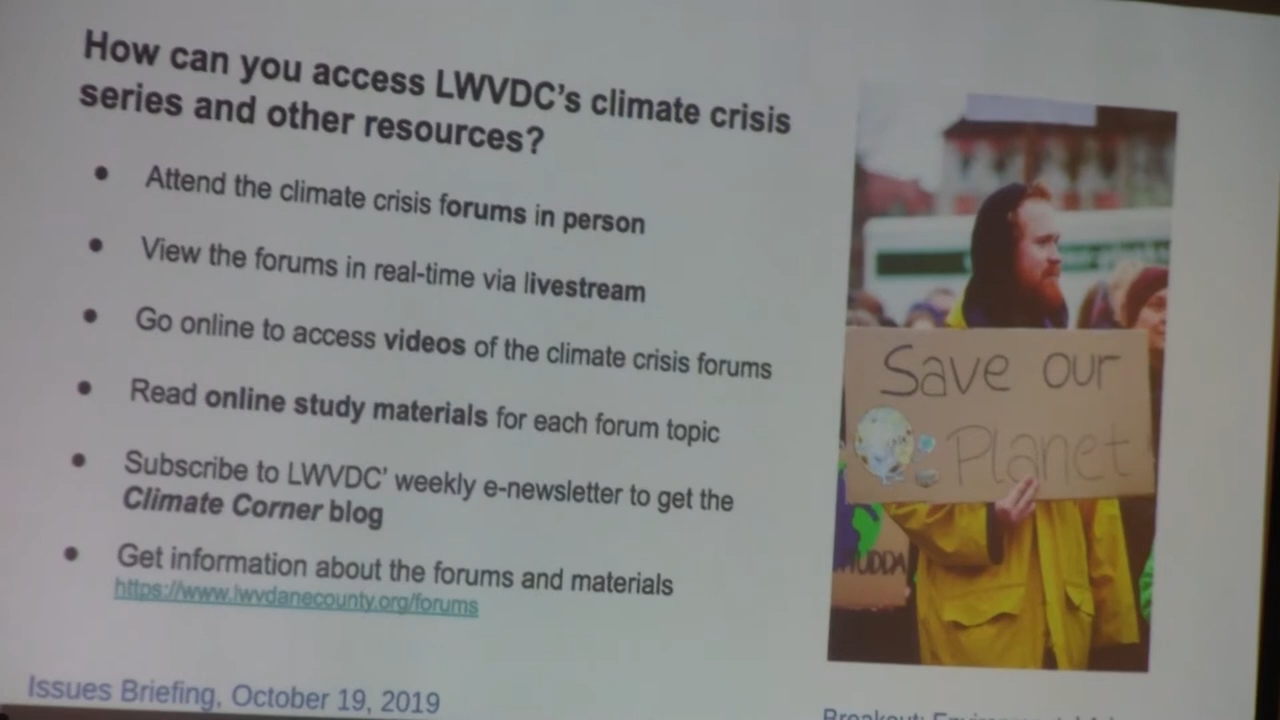 How can you access LWVDC's climate crisis
series and other resources?
Attend the climate crisis forums in person
View the forums in real-time via livestream
Go online to access videos of the climate crisis forums
Read online study materials for each forum topic
Subscribe to LWVDC' weekly e-newsletter to get the
Climate Corner blog
Get information about the forums and materials
https://www.lwvdanecounty.org/forums
Issues Briefing, October 19, 2019
Save our
Planet